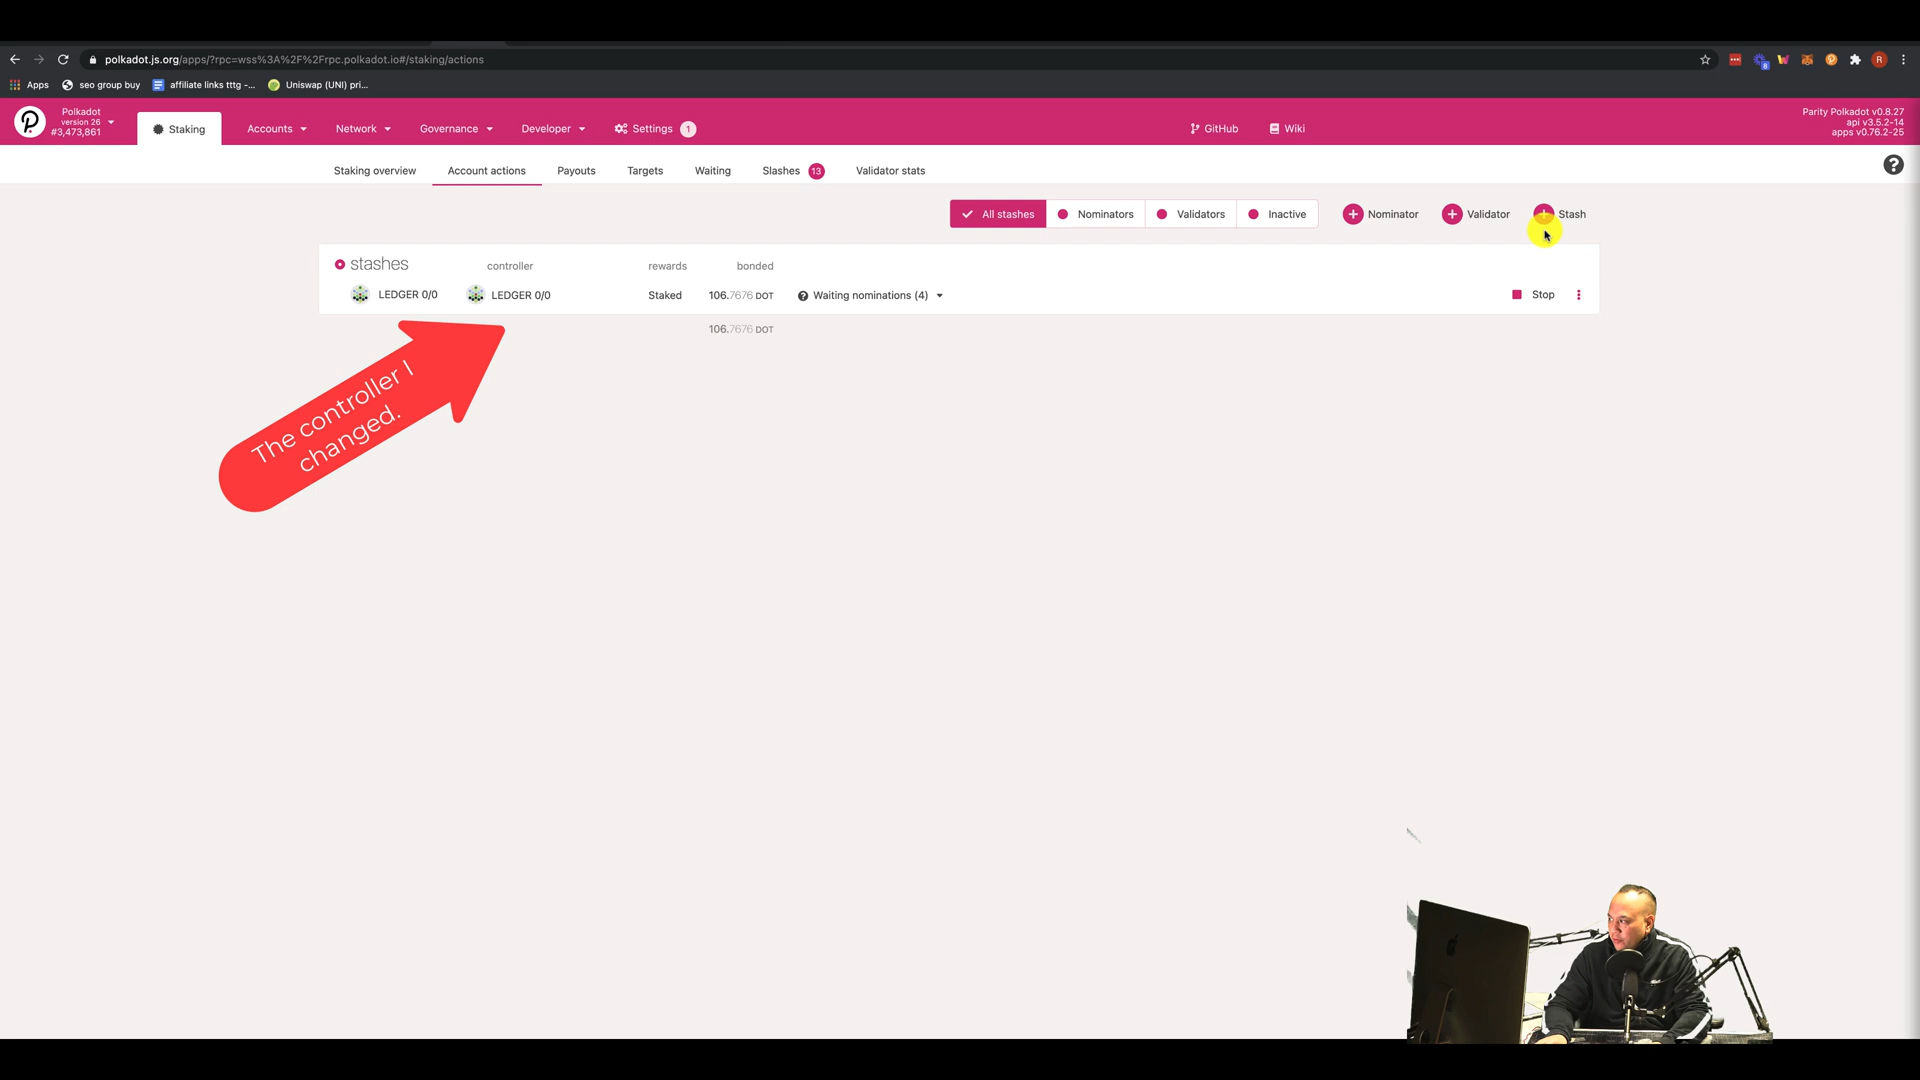 polkadot.js.org/apps/?rpc=wss%3A%2F%2Frpc.polkadot.io#/staking/actions
Apps seo group buy affiliate links tttg -... Uniswap (UNI) pri...
Polkadot
version 26
#3,473,861
Staking Accounts Network Governance Developer Settings 1 GitHub Wiki
Parity Polkadot v0.8.27
api v3.5.2-14
apps v0.76.2-25
Staking overview Account actions Payouts Targets Waiting Slashes 13 Validator stats
All stashes Nominators Validators Inactive Nominator Validator Stash
stashes controller rewards bonded
LEDGER 0/0 LEDGER 0/0 Staked 106.7676 DOT Waiting nominations (4) Stop
106.7676 DOT
The controller I
changed.